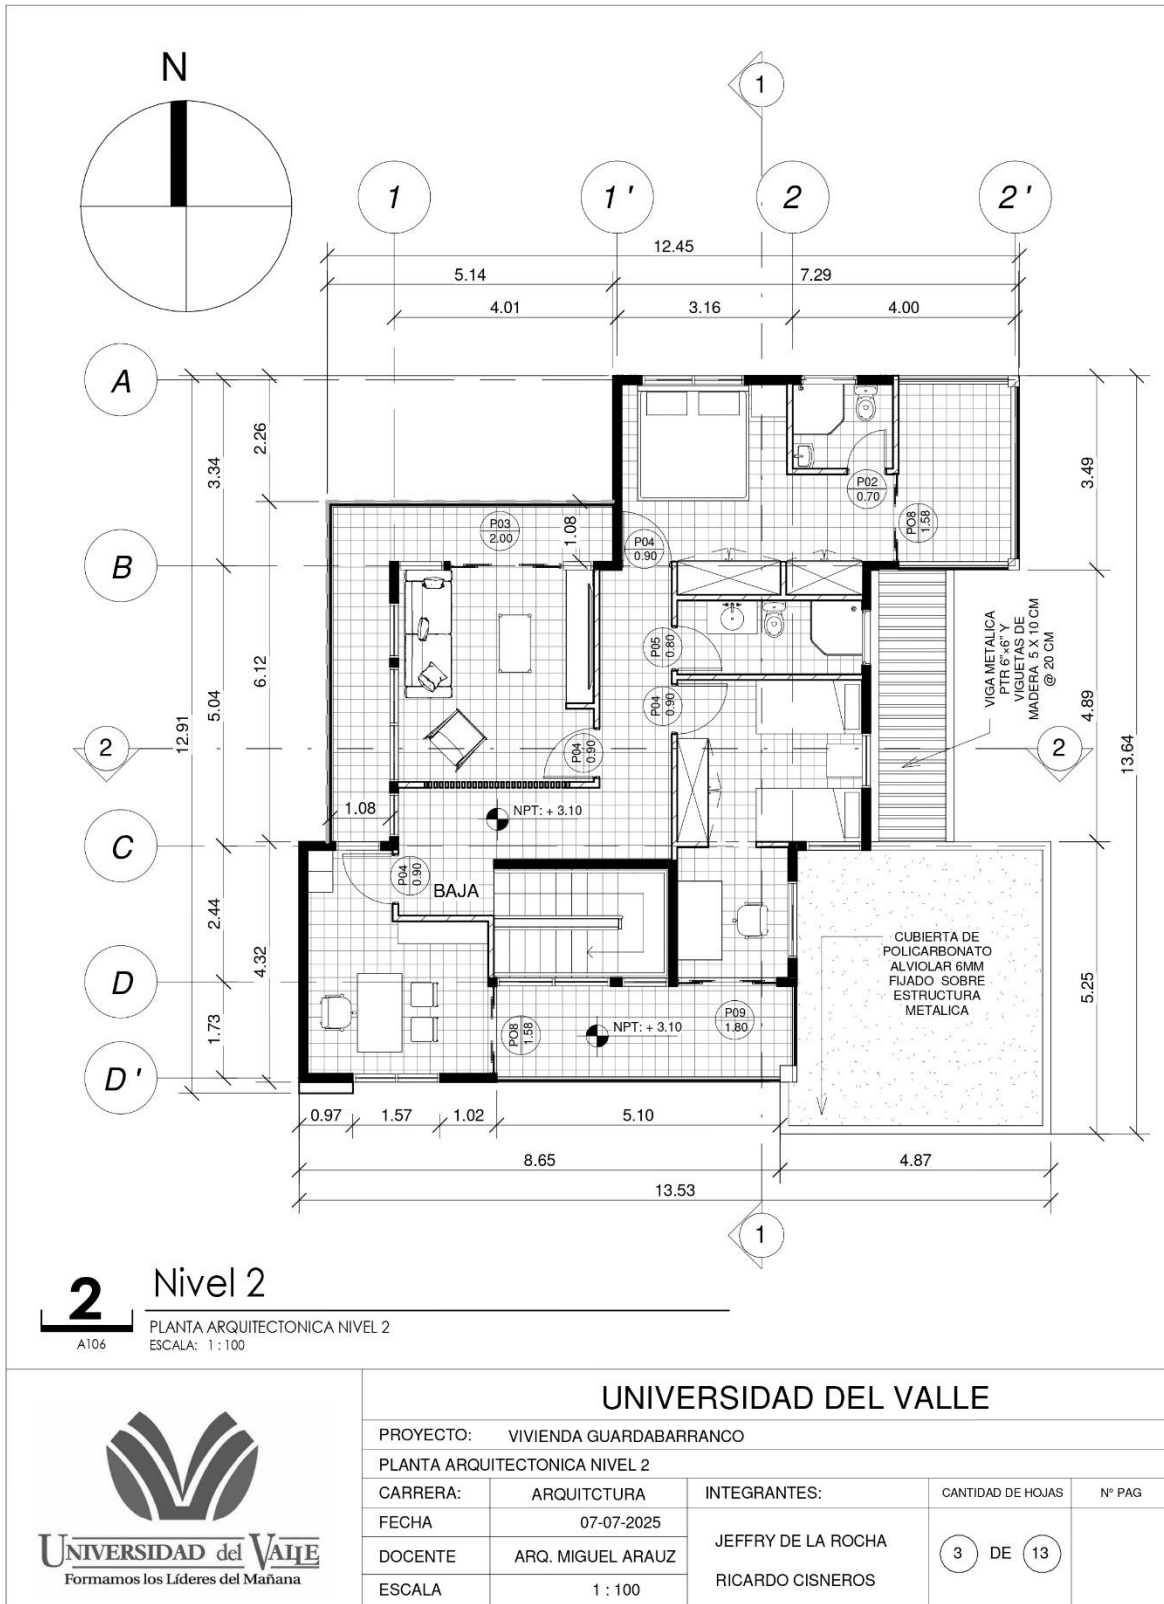 N
1
1
1'
2
2'
12.45
5.14
7.29
4.01
3.16
4.00
A
B
C
D
D'
12.91
3.34
5.04
2.44
1.73
2.26
6.12
4.32
3.49
4.89
5.25
13.64
P02
0.70
PO8
1.58
P03
2.00
1.08
P04
0.90
P05
0.80
P04
0.90
P04
0.90
VIGA METALICA
PTR 6"x6" Y
VIGUETAS DE
MADERA 5 X 10 CM
@ 20 CM
2
2
1.08
NPT: + 3.10
P04
0.90
BAJA
CUBIERTA DE
POLICARBONATO
ALVIOLAR 6MM
FIJADO SOBRE
ESTRUCTURA
METALICA
PO8
1.58
NPT: + 3.10
P09
1.80
0.97
1.57
1.02
5.10
8.65
4.87
13.53
1
2
A106
Nivel 2
PLANTA ARQUITECTONICA NIVEL 2
ESCALA: 1 : 100
UNIVERSIDAD del VALLE
Formamos los Líderes del Mañana
UNIVERSIDAD DEL VALLE
PROYECTO: VIVIENDA GUARDABARRANCO
PLANTA ARQUITECTONICA NIVEL 2
CARRERA: ARQUITCTURA
INTEGRANTES:
CANTIDAD DE HOJAS
N° PAG
FECHA 07-07-2025
DOCENTE ARQ. MIGUEL ARAUZ
ESCALA 1 : 100
JEFFRY DE LA ROCHA
RICARDO CISNEROS
3 DE 13